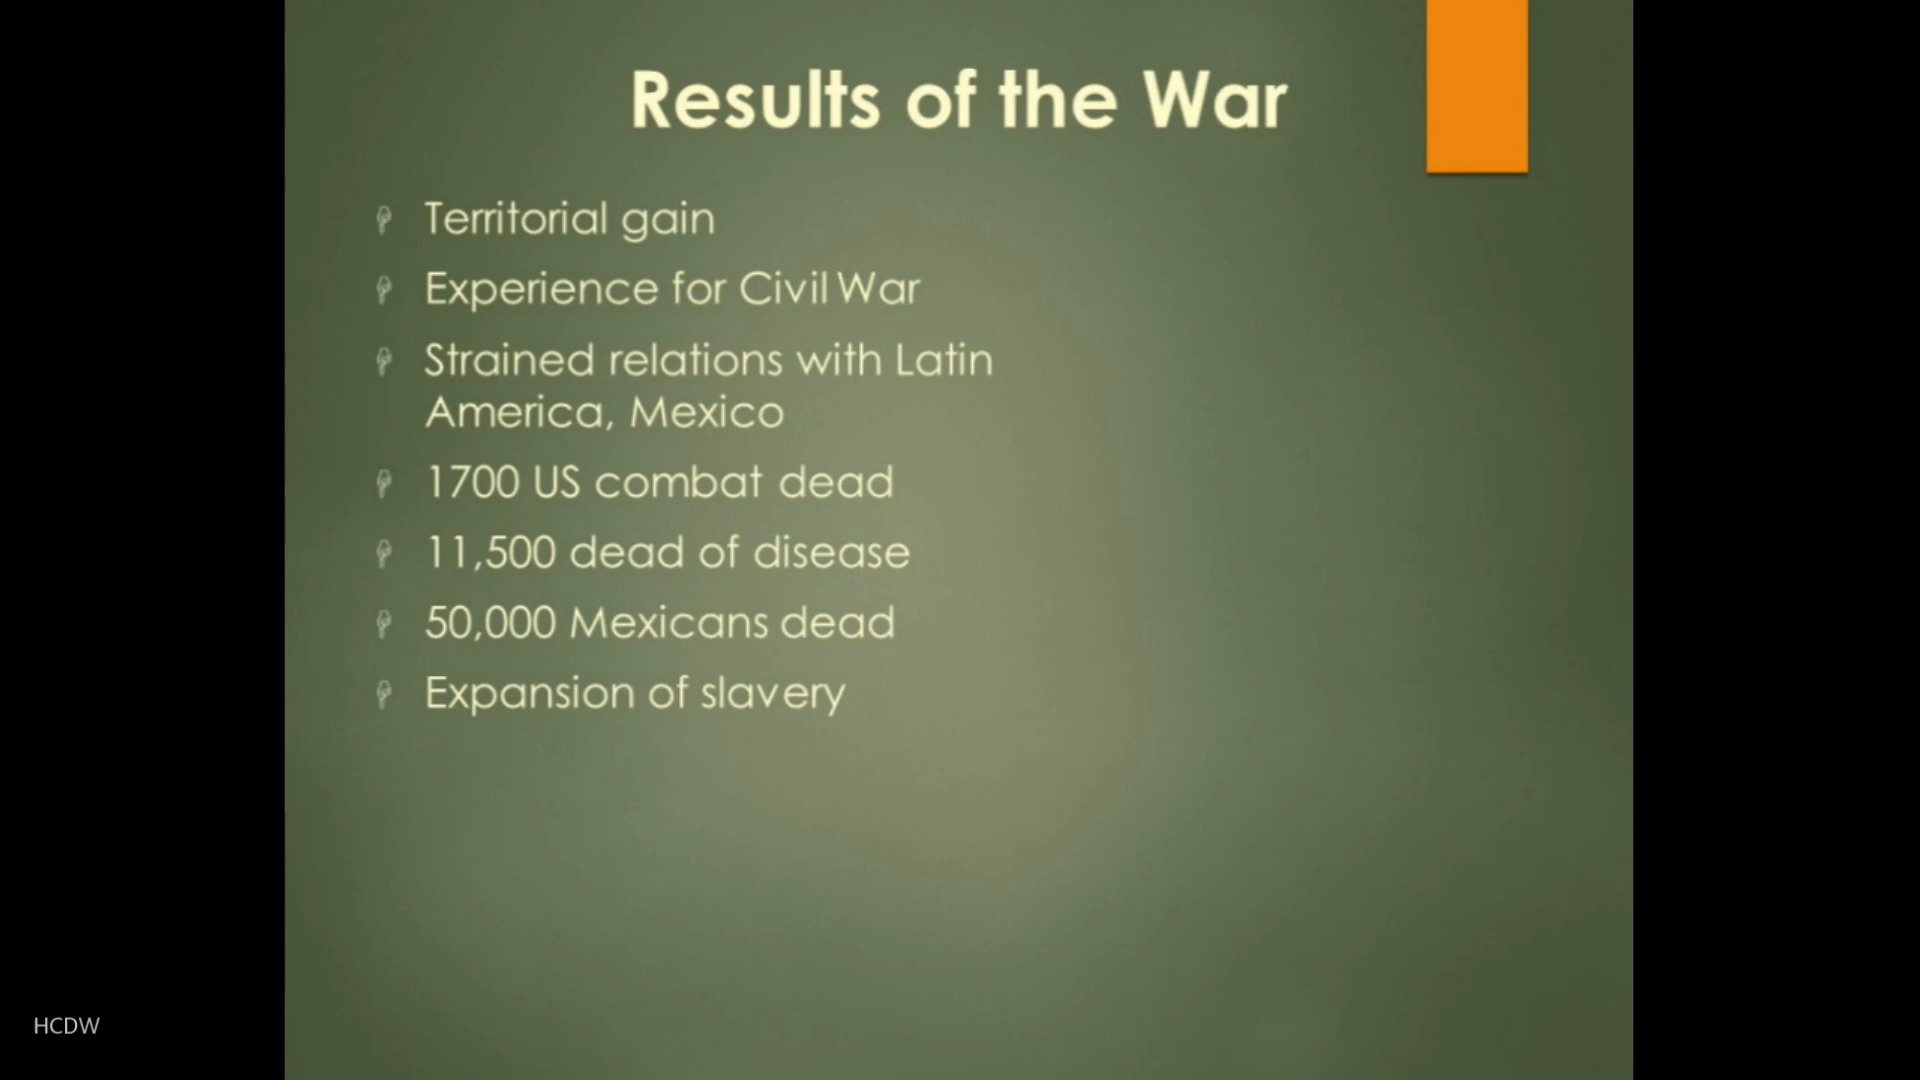 Results of the War
Territorial gain
Experience for Civil War
Strained relations with Latin
America, Mexico
1700 US combat dead
11,500 dead of disease
50,000 Mexicans dead
Expansion of slavery
HCDW